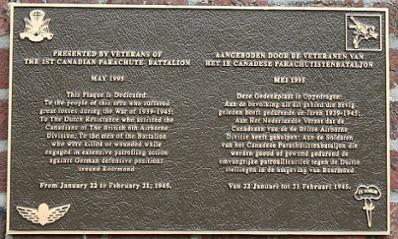 PRESENTED BY VETERANS OF
THE 1ST CANADIAN PARACHUTE BATTALION
MAY 1995
This Plaque is Dedicated:
To the people of this area who suffered
great losses during the War of 1939-1945;
To the Dutch Resistance who assisted the
Canadians of The British 6th Airborne
Division; To the men of the Battalion
who were killed or wounded while
engaged in extensive patrolling action
against German defensive positions
around Roermond
From January 22 to February 21; 1945.
AANGEBODEN DOOR DE VETERANEN VAN
HET 1E CANADESE PARACHUTISTENBATALJON
MEI 1995
Deze Gedenkplaat is Opgedragen:
Aan de bevolking uit dit gebied die hevig
geleden heeft gedurende de Jaren 1939-1945;
Aan Het Nederlandse Verzet dat de
Canadezen van de Britse Airborne
Divisie heeft geholpen; Aan de Soldaten
van het Canadese Parachutistenbataljon die
werden gedood of gewond gedurende de
omvangrijke patrouilleacties tegen de Duitse
stellingen in de omgeving van Roermond
Van 22 Januari tot 21 Februari 1945.